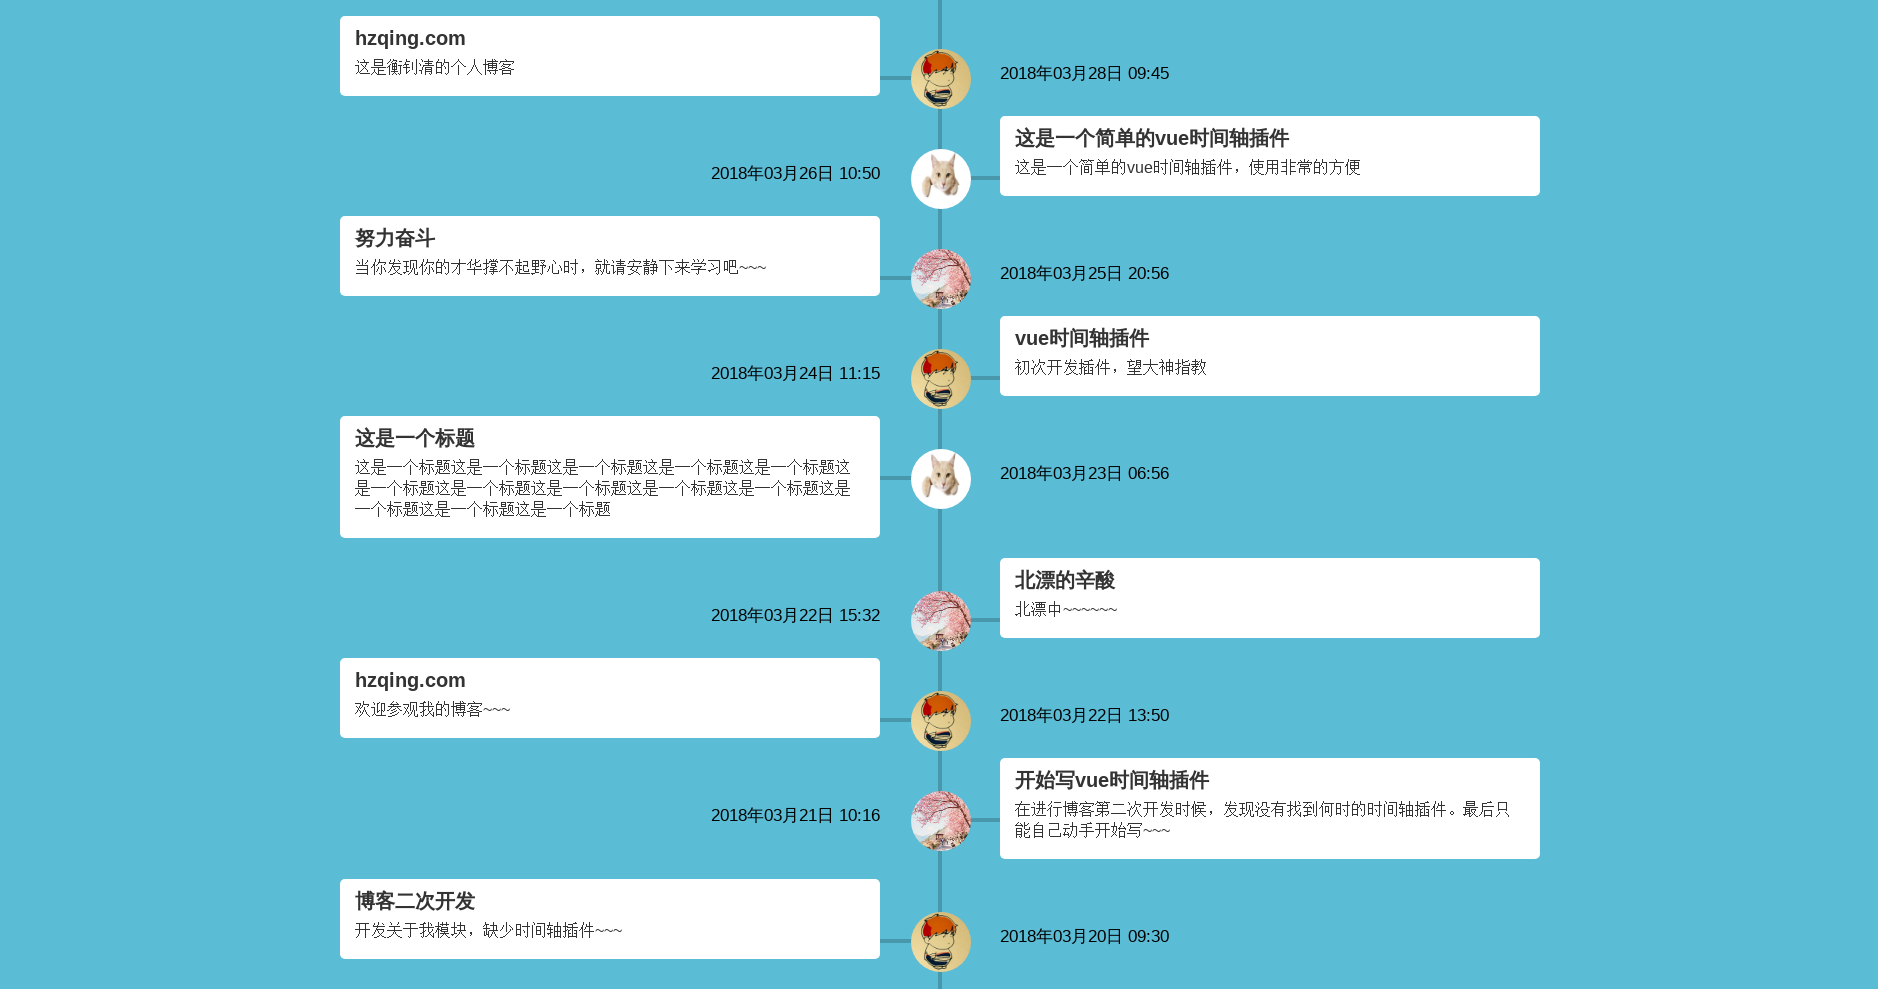 hzqing.com
这是衡钊清的个人博客
2018年03月28日 09:45
这是一个简单的vue时间轴插件
这是一个简单的vue时间轴插件，使用非常的方便
2018年03月26日 10:50
努力奋斗
当你发现你的才华撑不起野心时，就请安静下来学习吧~~~
2018年03月25日 20:56
vue时间轴插件
初次开发插件，望大神指教
2018年03月24日 11:15
这是一个标题
这是一个标题这是一个标题这是一个标题这是一个标题这是一个标题这
是一个标题这是一个标题这是一个标题这是一个标题这是一个标题这是
一个标题这是一个标题这是一个标题
2018年03月23日 06:56
北漂的辛酸
北漂中~~~~~~
2018年03月22日 15:32
hzqing.com
欢迎参观我的博客~~~
2018年03月22日 13:50
开始写vue时间轴插件
在进行博客第二次开发时候，发现没有找到何时的时间轴插件。最后只
能自己动手开始写~~~
2018年03月21日 10:16
博客二次开发
开发关于我模块，缺少时间轴插件~~~
2018年03月20日 09:30